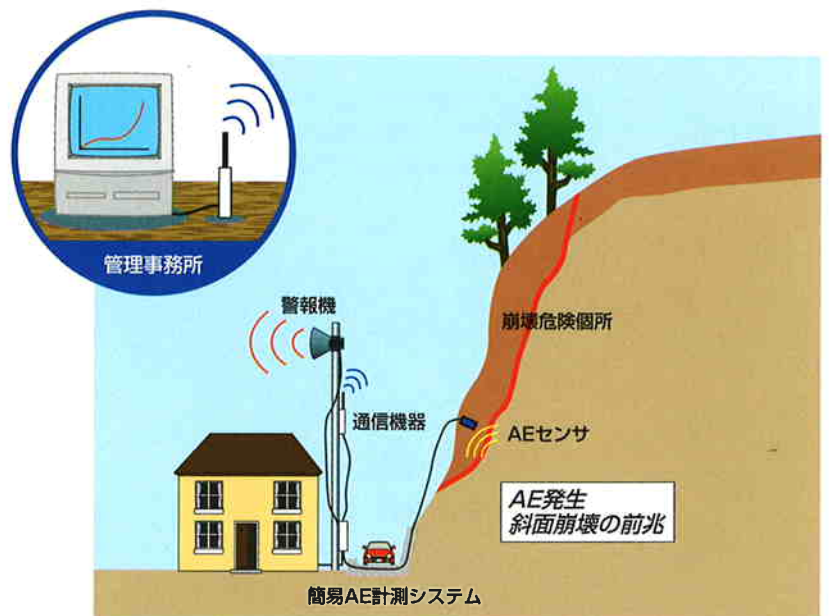 管理事務所
警報機
崩壊危険個所
通信機器
AEセンサ
AE発生
斜面崩壊の前兆
簡易AE計測システム